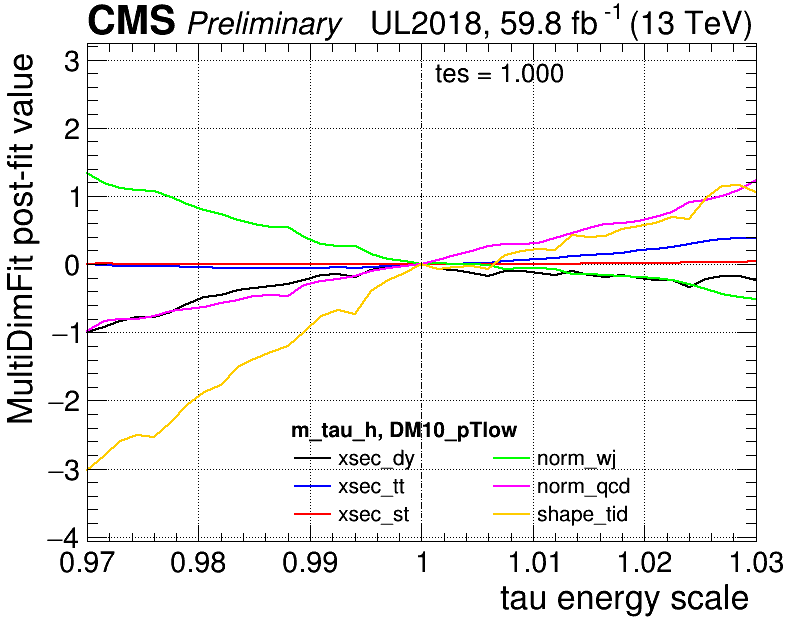 CMS Preliminary UL2018, 59.8 fb⁻¹ (13 TeV)
tes = 1.000
MultiDimFit post-fit value
3
2
1
0
−1
−2
−3
−4
m_tau_h, DM10_pTlow
xsec_dy norm_wj
xsec_tt norm_qcd
xsec_st shape_tid
0.97 0.98 0.99 1 1.01 1.02 1.03
tau energy scale